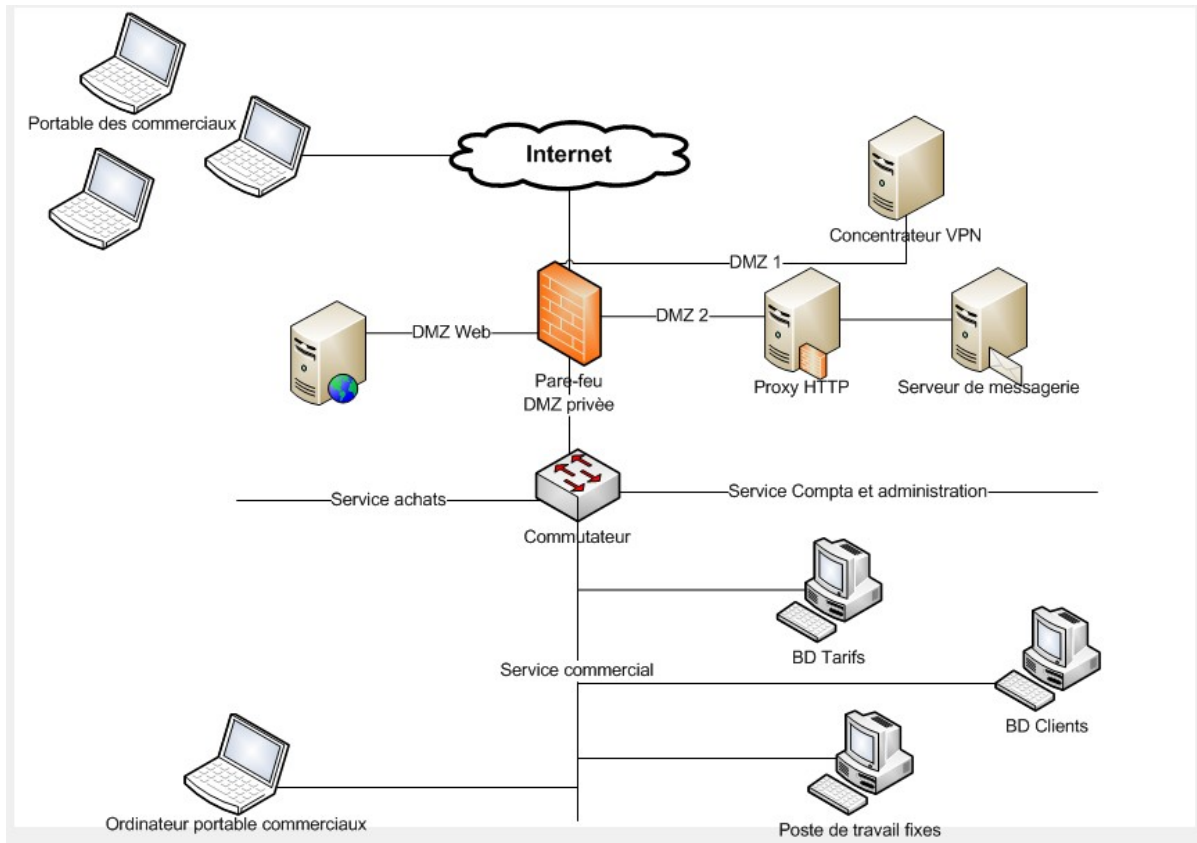 Portable des commerciaux
Internet
Concentrateur VPN
DMZ 1
DMZ Web
DMZ 2
Pare-feu
Proxy HTTP
Serveur de messagerie
DMZ privèe
Service achats
Service Compta et administration
Commutateur
BD Tarifs
Service commercial
BD Clients
Ordinateur portable commerciaux
Poste de travail fixes